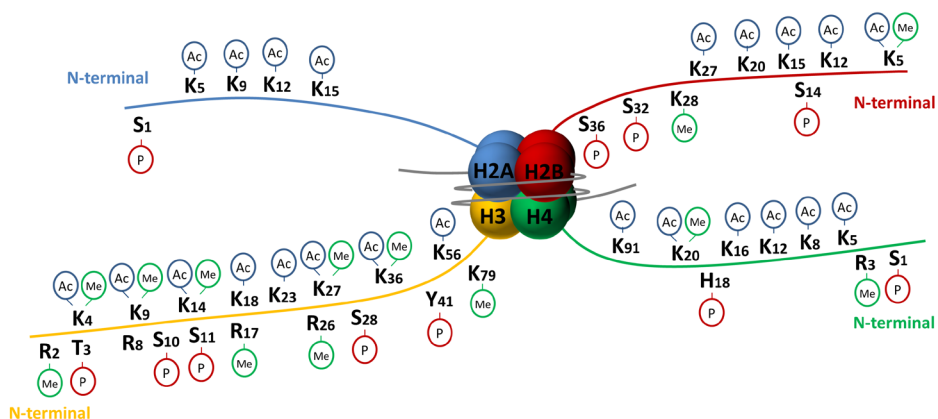 Ac Ac Ac Ac
K5 K9 K12 K15
N-terminal
S1
P
Ac Ac Ac Ac Ac Me
K27 K20 K15 K12 K5
N-terminal
S36 S32 K28 S14
P P Me P
H2A H2B
H3 H4
Ac Ac Me Ac Ac Ac Ac
K91 K20 K16 K12 K8 K5
H18 R3 S1
P Me P
N-terminal
Ac Me Ac Me Ac Me Ac Ac Ac Me Ac Me Ac
K4 K9 K14 K18 K23 K27 K36 K56
K79
Me
R2 T3 R8 S10 S11 R17 R26 S28 Y41
Me P P P Me Me P P
N-terminal